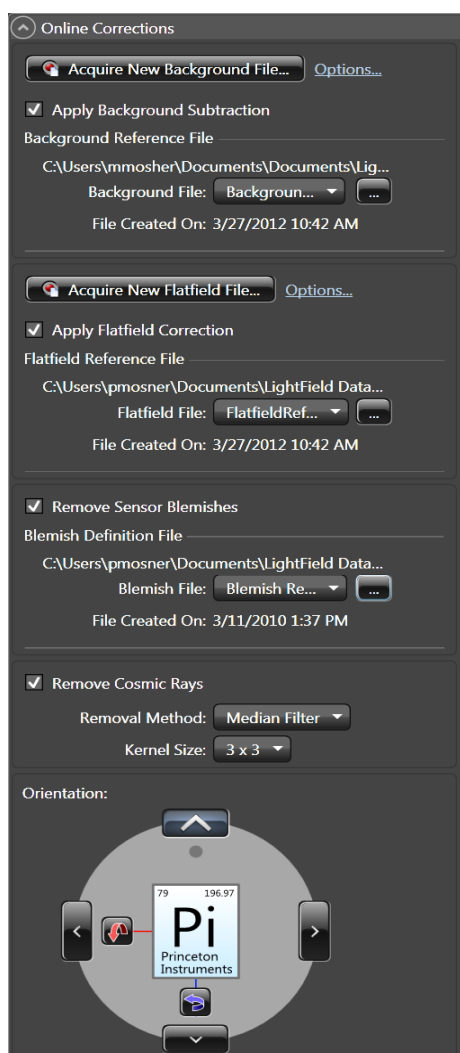 Online Corrections
Acquire New Background File... Options...
Apply Background Subtraction
Background Reference File
C:\Users\mmosher\Documents\Documents\Lig...
Background File: Backgroun... ...
File Created On: 3/27/2012 10:42 AM
Acquire New Flatfield File... Options...
Apply Flatfield Correction
Flatfield Reference File
C:\Users\pmosner\Documents\LightField Data...
Flatfield File: FlatfieldRef... ...
File Created On: 3/27/2012 10:42 AM
Remove Sensor Blemishes
Blemish Definition File
C:\Users\pmosner\Documents\LightField Data...
Blemish File: Blemish Re... ...
File Created On: 3/11/2010 1:37 PM
Remove Cosmic Rays
Removal Method: Median Filter
Kernel Size: 3 x 3
Orientation:
79 196.97
Pi
Princeton
Instruments